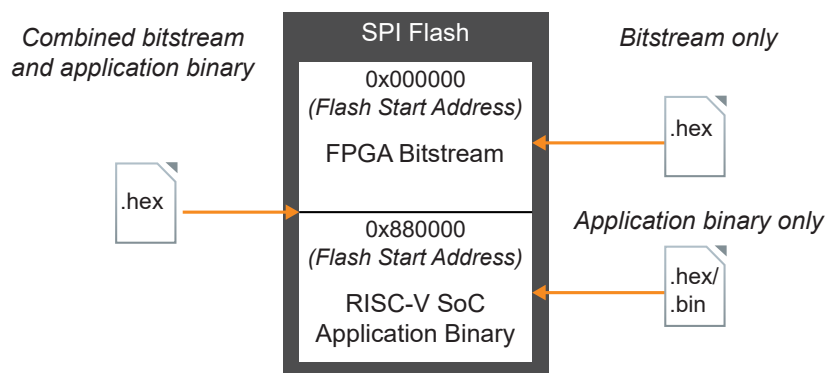 Combined bitstream
and application binary
.hex
SPI Flash
0x000000
(Flash Start Address)
FPGA Bitstream
0x880000
(Flash Start Address)
RISC-V SoC
Application Binary
Bitstream only
.hex
Application binary only
.hex/
.bin